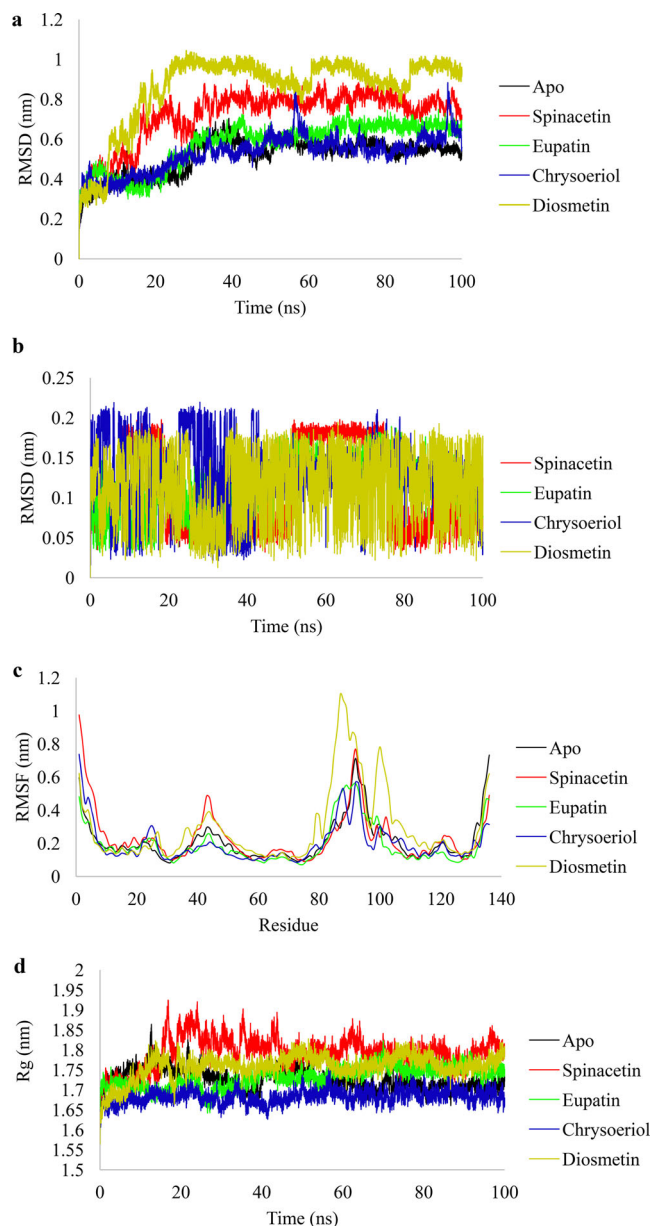 a
1.2
1
0.8
0.6
0.4
0.2
0
RMSD (nm)
0 20 40 60 80 100
Time (ns)
Apo
Spinacetin
Eupatin
Chrysoeriol
Diosmetin
b
0.25
0.2
0.15
0.1
0.05
0
RMSD (nm)
0 20 40 60 80 100
Time (ns)
Spinacetin
Eupatin
Chrysoeriol
Diosmetin
c
1.2
1
0.8
0.6
0.4
0.2
0
RMSF (nm)
0 20 40 60 80 100 120 140
Residue
Apo
Spinacetin
Eupatin
Chrysoeriol
Diosmetin
d
2
1.95
1.9
1.85
1.8
1.75
1.7
1.65
1.6
1.55
1.5
Rg (nm)
0 20 40 60 80 100
Time (ns)
Apo
Spinacetin
Eupatin
Chrysoeriol
Diosmetin